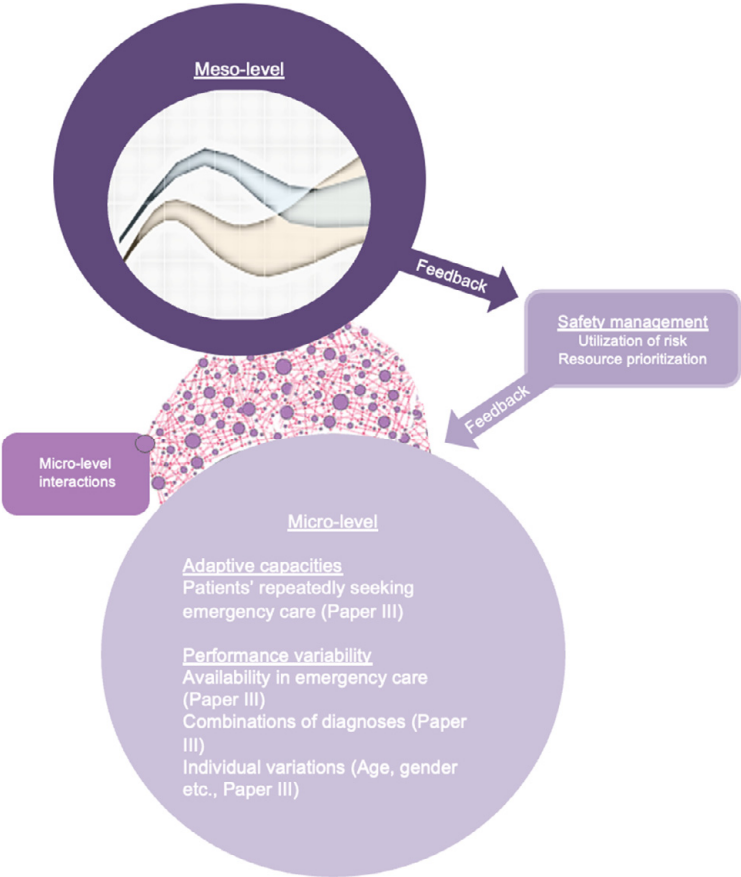 Meso-level
Feedback
Safety management
Utilization of risk
Resource prioritization
Feedback
Micro-level
interactions
Micro-level
Adaptive capacities
Patients’ repeatedly seeking
emergency care (Paper III)
Performance variability
Availability in emergency care
(Paper III)
Combinations of diagnoses (Paper
III)
Individual variations (Age, gender
etc., Paper III)